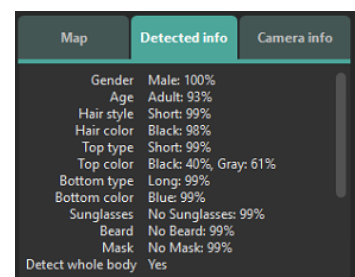 Map Detected info Camera info
Gender Male: 100%
Age Adult: 93%
Hair style Short: 99%
Hair color Black: 98%
Top type Short: 99%
Top color Black: 40%, Gray: 61%
Bottom type Long: 99%
Bottom color Blue: 99%
Sunglasses No Sunglasses: 99%
Beard No Beard: 99%
Mask No Mask: 99%
Detect whole body Yes